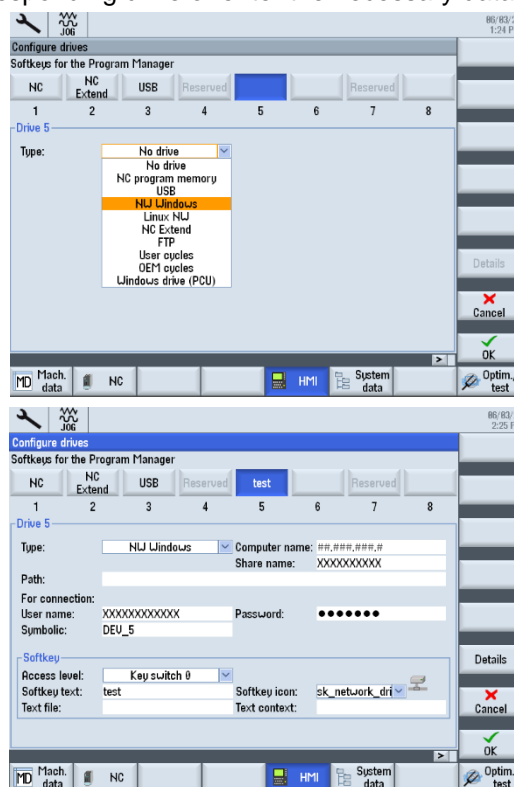 JOG
1:24 P
Configure drives
Softkeys for the Program Manager
NC NC Extend USB Reserved Reserved
1 2 3 4 5 6 7 8
Drive 5
Type: No drive
No drive
NC program memory
USB
NW Windows
Linux NW
NC Extend
FTP
User cycles
OEM cycles
Windows drive (PCU)
Details
Cancel
OK
MD Mach. data NC HMI System data Optim., test
JOG
2:25 P
Configure drives
Softkeys for the Program Manager
NC NC Extend USB Reserved test Reserved
1 2 3 4 5 6 7 8
Drive 5
Type: NW Windows Computer name: ##.###.###.#
Share name: XXXXXXXXXX
Path:
For connection:
User name: XXXXXXXXXXXX Password: ●●●●●●●
Symbolic: DEV_5
Softkey
Access level: Key switch 0
Softkey text: test Softkey icon: sk_network_dri
Text file: Text context:
Details
Cancel
OK
MD Mach. data NC HMI System data Optim., test